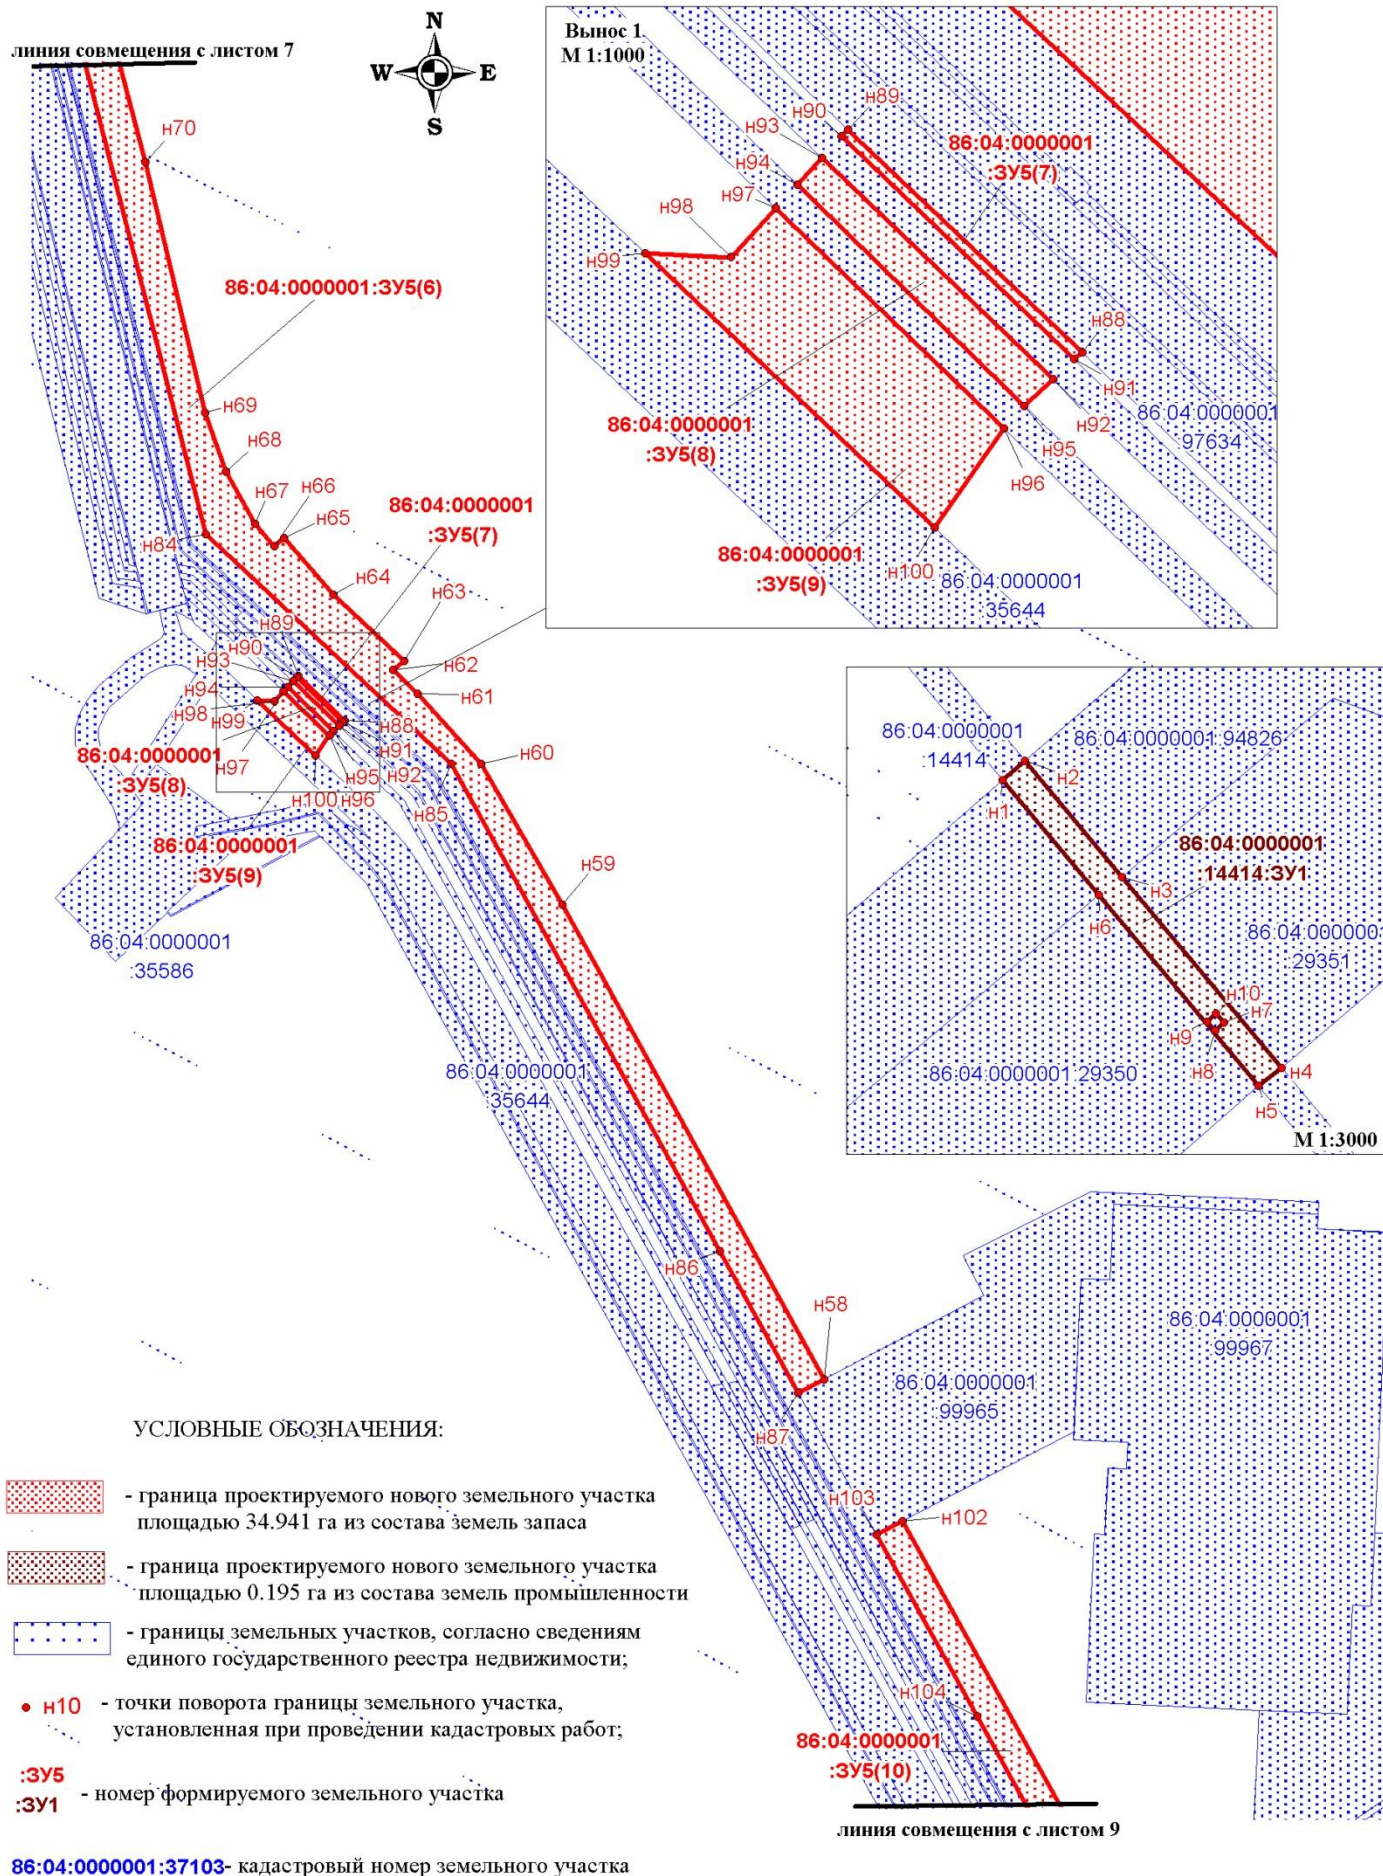 линия совмещения с листом 7
N
W
E
S
Вынос 1
М 1:1000
н89
н90
н93
н94
н97
н98
н99
86:04:0000001
:ЗУ5(7)
н88
н91
н92
н95
н96
н100
86:04:0000001
:97634
86:04:0000001
:ЗУ5(8)
86:04:0000001
:ЗУ5(9)
86:04:0000001
:35644
н70
86:04:0000001:ЗУ5(6)
н69
н68
н67
н66
н65
н84
86:04:0000001
:ЗУ5(7)
н64
н63
н89
н90
н93
н94
н62
н61
н98
н99
н88
н91
н97
н95
н92
н60
86:04:0000001
:ЗУ5(8)
н100
н96
н85
86:04:0000001
:ЗУ5(9)
н59
86:04:0000001
:35586
86:04:0000001
:14414
86:04:0000001:94826
н1
н2
86:04:0000001
:14414:ЗУ1
н3
н6
86:04:000000
:29351
н10
н7
н9
н8
н4
н5
86:04:0000001:29350
М 1:3000
86:04:0000001
:35644
н86
н58
86:04:0000001
:99967
86:04:0000001
:99965
н87
н103
н102
н104
86:04:0000001
:ЗУ5(10)
линия совмещения с листом 9
УСЛОВНЫЕ ОБОЗНАЧЕНИЯ:
- граница проектируемого нового земельного участка
площадью 34.941 га из состава земель запаса
- граница проектируемого нового земельного участка
площадью 0.195 га из состава земель промышленности
- границы земельных участков, согласно сведениям
единого государственного реестра недвижимости;
н10 - точки поворота границы земельного участка,
установленная при проведении кадастровых работ;
:ЗУ5
:ЗУ1 - номер формируемого земельного участка
86:04:0000001:37103- кадастровый номер земельного участка